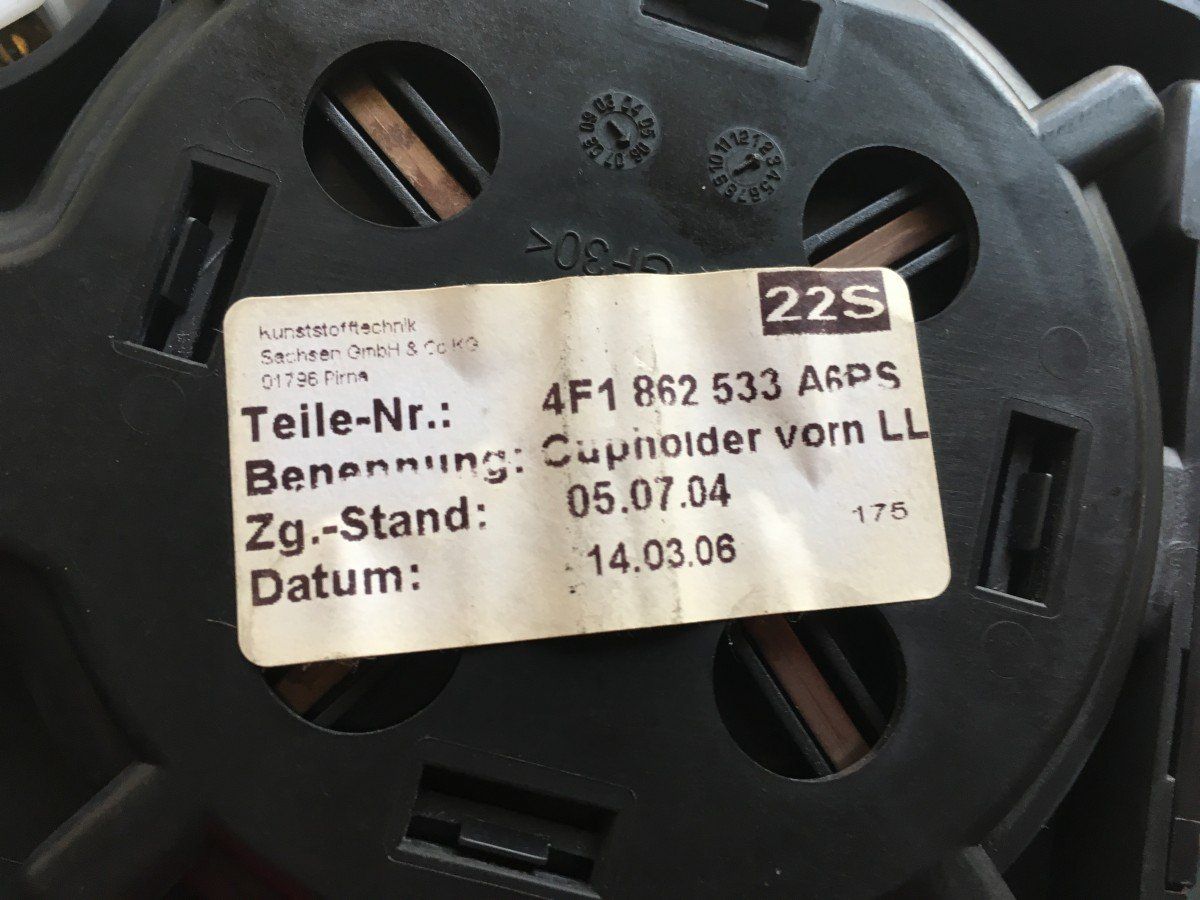 GF30<
22S
Kunststofftechnik
Sachsen GmbH & Co KG
01796 Pirna
Teile-Nr.: 4F1 862 533 A6PS
Benennung: Cupholder vorn LL
Zg.-Stand: 05.07.04
175
Datum: 14.03.06